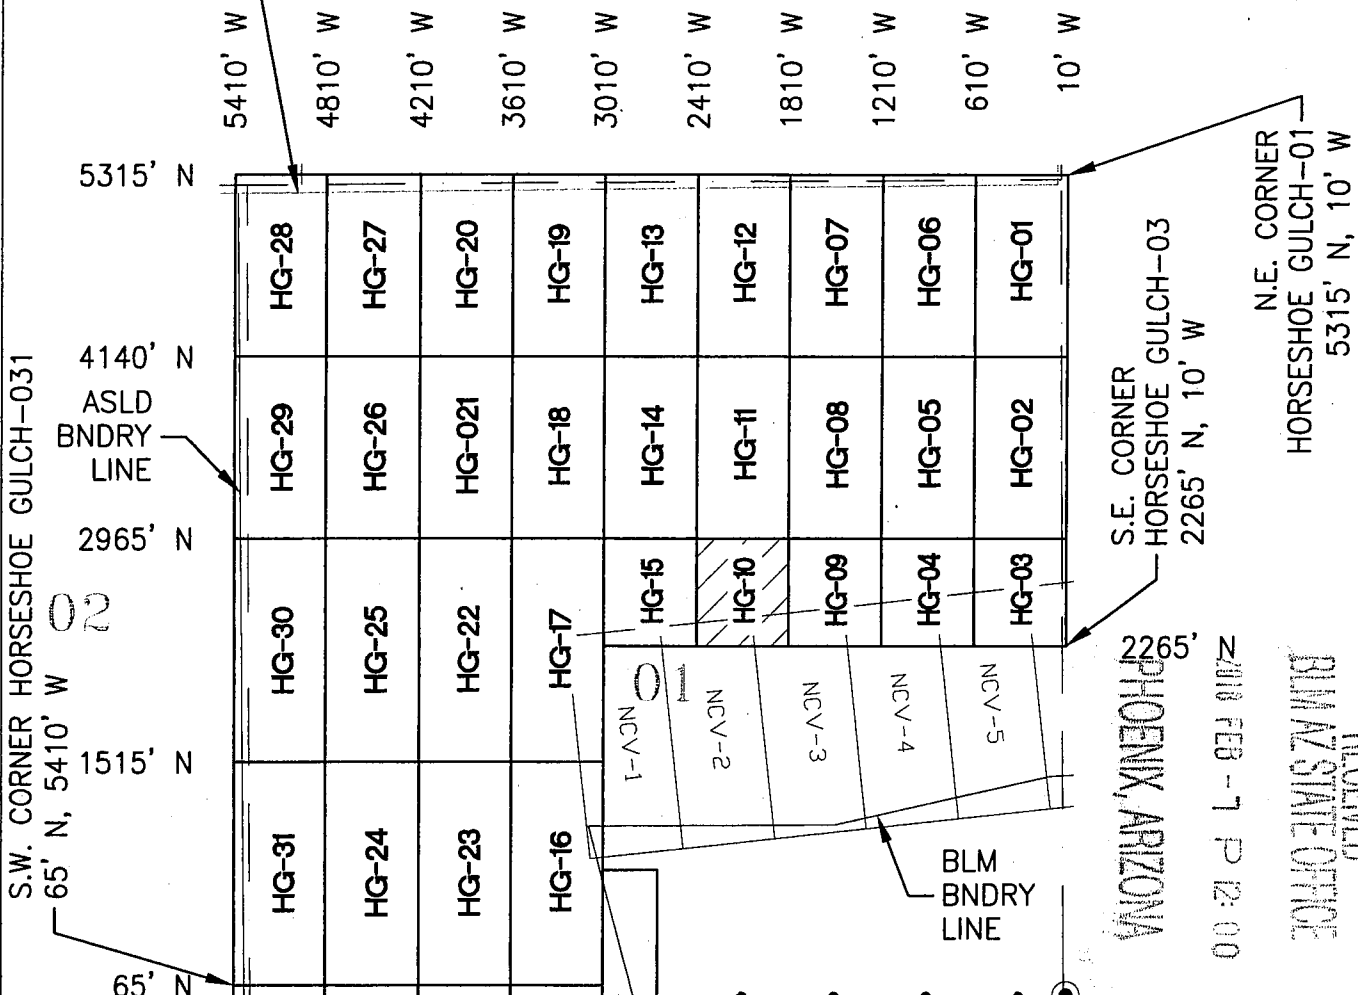 5410' W
4810' W
4210' W
3610' W
3010' W
2410' W
1810' W
1210' W
610' W
10' W
5315' N
HG-28
HG-27
HG-20
HG-19
HG-13
HG-12
HG-07
HG-06
HG-01
N.E. CORNER
HORSESHOE GULCH-01
5315' N, 10' W
4140' N
ASLD
BNDRY
LINE
HG-29
HG-26
HG-021
HG-18
HG-14
HG-11
HG-08
HG-05
HG-02
S.E. CORNER
HORSESHOE GULCH-03
2265' N, 10' W
2965' N
02
HG-30
HG-25
HG-22
HG-17
HG-15
HG-10
HG-09
HG-04
HG-03
2265' N
01
NCV-1
NCV-2
NCV-3
NCV-4
NCV-5
S.W. CORNER HORSESHOE GULCH-031
65' N, 5410' W
1515' N
HG-31
HG-24
HG-23
HG-16
BLM
BNDRY
LINE
65' N
RECEIVED
BLM AZ STATE OFFICE
2018 FEB -7 P 12:00
PHOENIX, ARIZONA